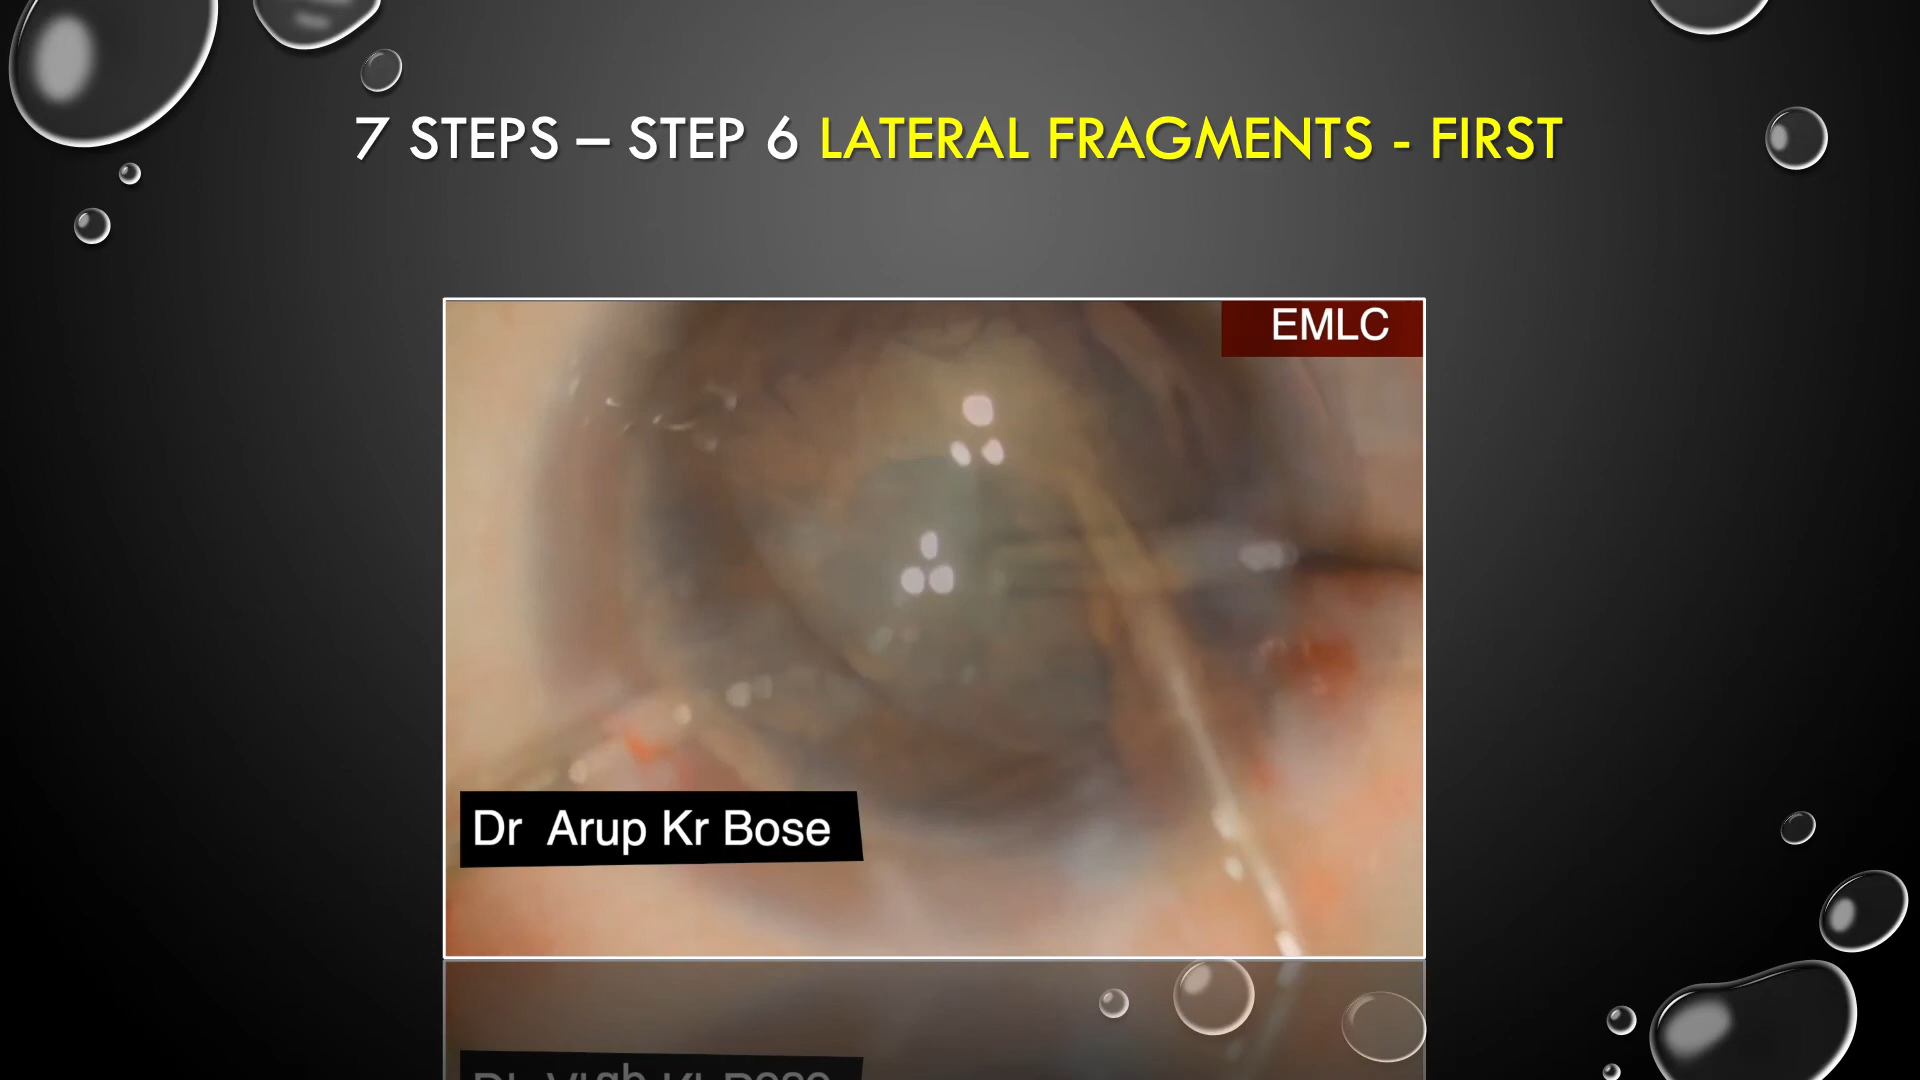 7 STEPS – STEP 6 LATERAL FRAGMENTS - FIRST
EMLC
Dr Arup Kr Bose